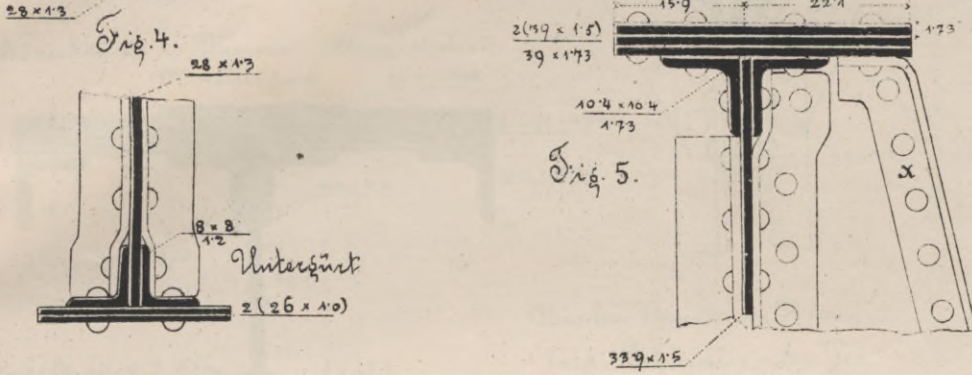 28 × 1·3
Fig. 4.
28 × 1·3
8 × 8
1·2
Untergurt
2 (26 × 1·0)
15·9 22·1
2(39 × 1·5)
39 × 1·73
1·73
10·4 × 10·4
1·73
Fig. 5.
x
33·9 × 1·5